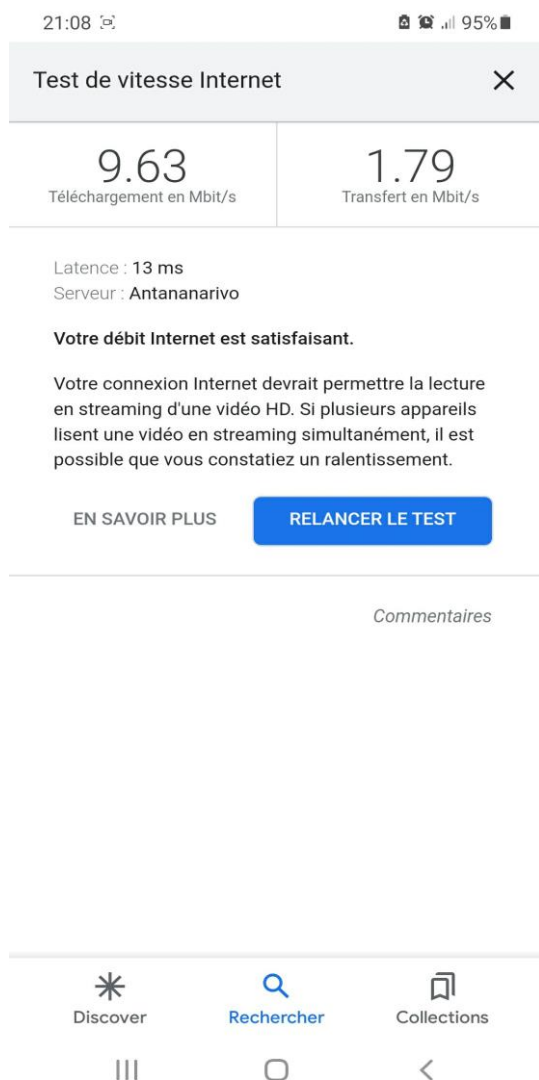 21:08 95%
Test de vitesse Internet
9.63 1.79
Téléchargement en Mbit/s Transfert en Mbit/s
Latence : 13 ms
Serveur : Antananarivo
Votre débit Internet est satisfaisant.
Votre connexion Internet devrait permettre la lecture
en streaming d'une vidéo HD. Si plusieurs appareils
lisent une vidéo en streaming simultanément, il est
possible que vous constatiez un ralentissement.
EN SAVOIR PLUS RELANCER LE TEST
Commentaires
Discover Rechercher Collections